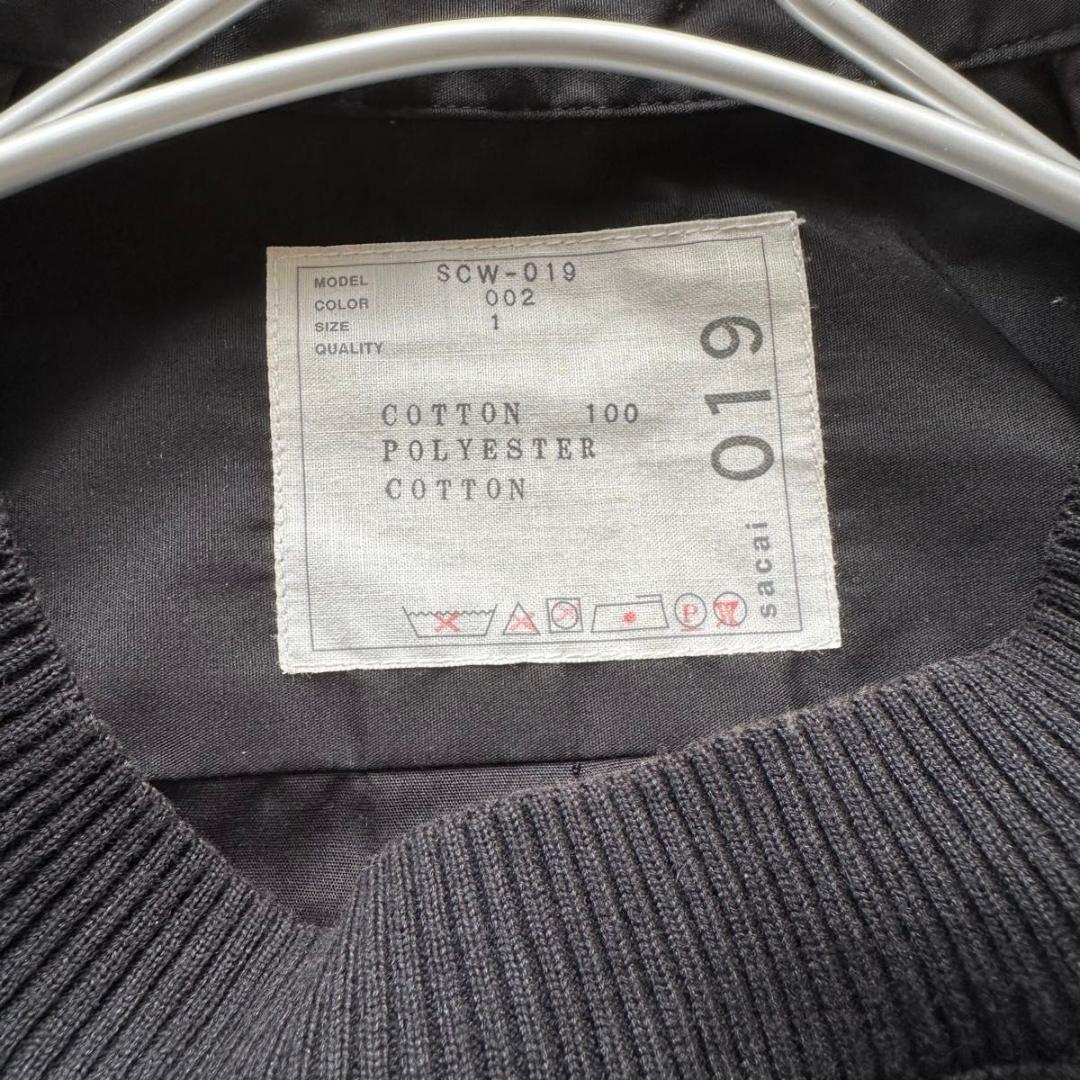 MODEL SCW-019
COLOR 002
SIZE 1
QUALITY
COTTON 100
POLYESTER
COTTON
P
sacai 019